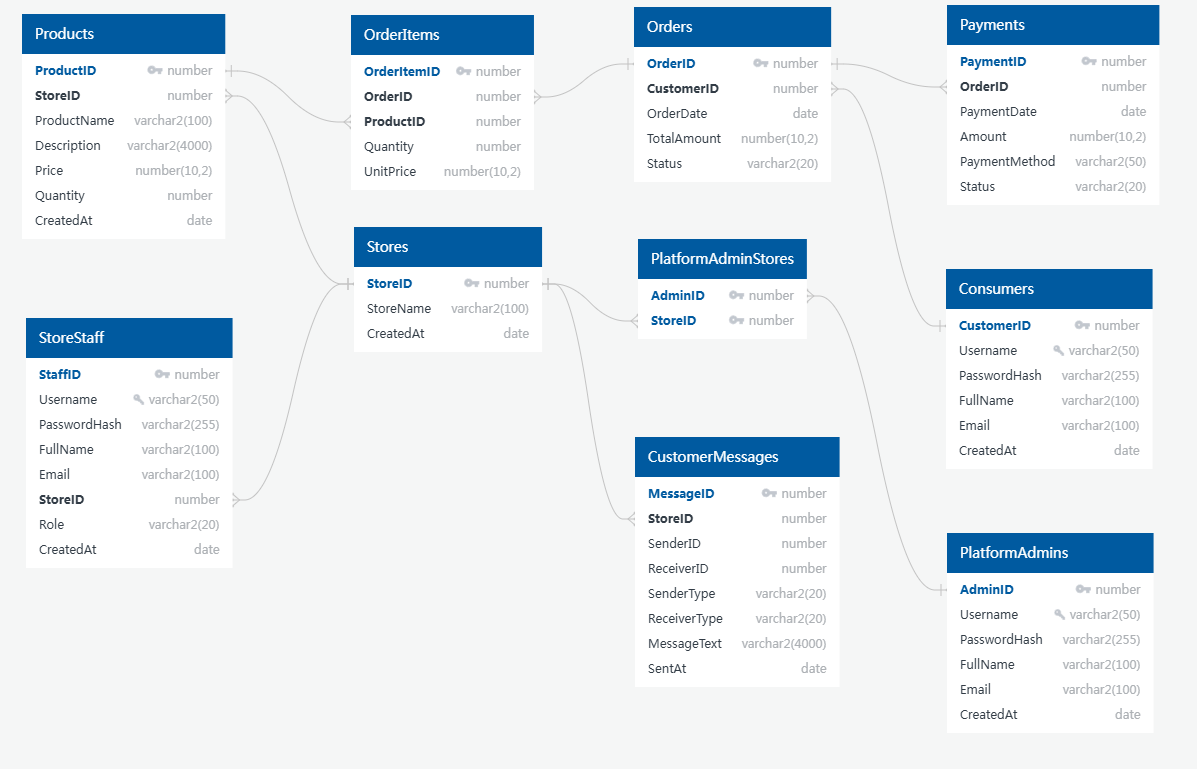 Products
ProductID number
StoreID number
ProductName varchar2(100)
Description varchar2(4000)
Price number(10,2)
Quantity number
CreatedAt date
OrderItems
OrderItemID number
OrderID number
ProductID number
Quantity number
UnitPrice number(10,2)
Orders
OrderID number
CustomerID number
OrderDate date
TotalAmount number(10,2)
Status varchar2(20)
Payments
PaymentID number
OrderID number
PaymentDate date
Amount number(10,2)
PaymentMethod varchar2(50)
Status varchar2(20)
Stores
StoreID number
StoreName varchar2(100)
CreatedAt date
PlatformAdminStores
AdminID number
StoreID number
Consumers
CustomerID number
Username varchar2(50)
PasswordHash varchar2(255)
FullName varchar2(100)
Email varchar2(100)
CreatedAt date
StoreStaff
StaffID number
Username varchar2(50)
PasswordHash varchar2(255)
FullName varchar2(100)
Email varchar2(100)
StoreID number
Role varchar2(20)
CreatedAt date
CustomerMessages
MessageID number
StoreID number
SenderID number
ReceiverID number
SenderType varchar2(20)
ReceiverType varchar2(20)
MessageText varchar2(4000)
SentAt date
PlatformAdmins
AdminID number
Username varchar2(50)
PasswordHash varchar2(255)
FullName varchar2(100)
Email varchar2(100)
CreatedAt date